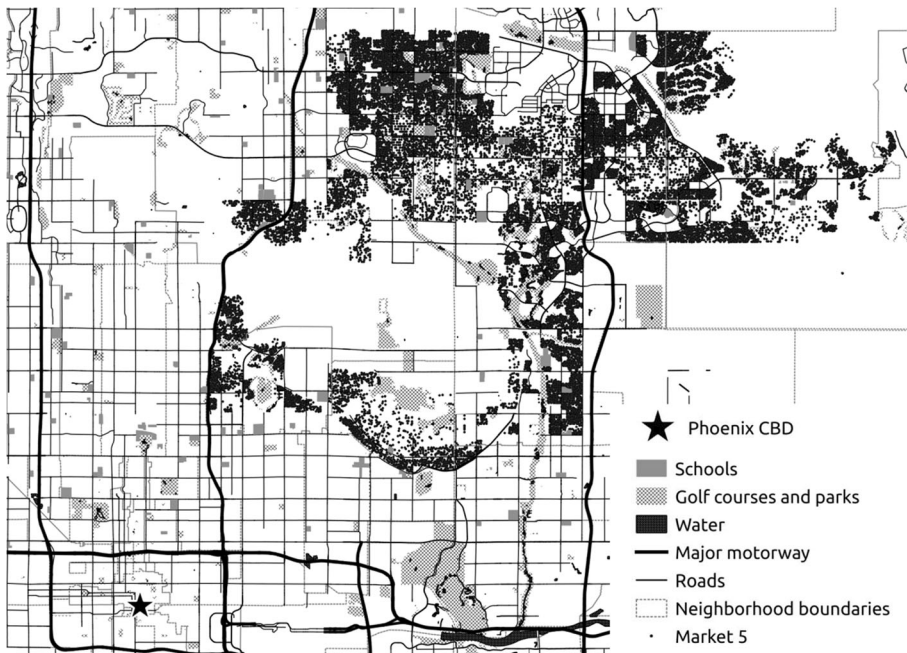 Phoenix CBD
Schools
Golf courses and parks
Water
Major motorway
Roads
Neighborhood boundaries
Market 5